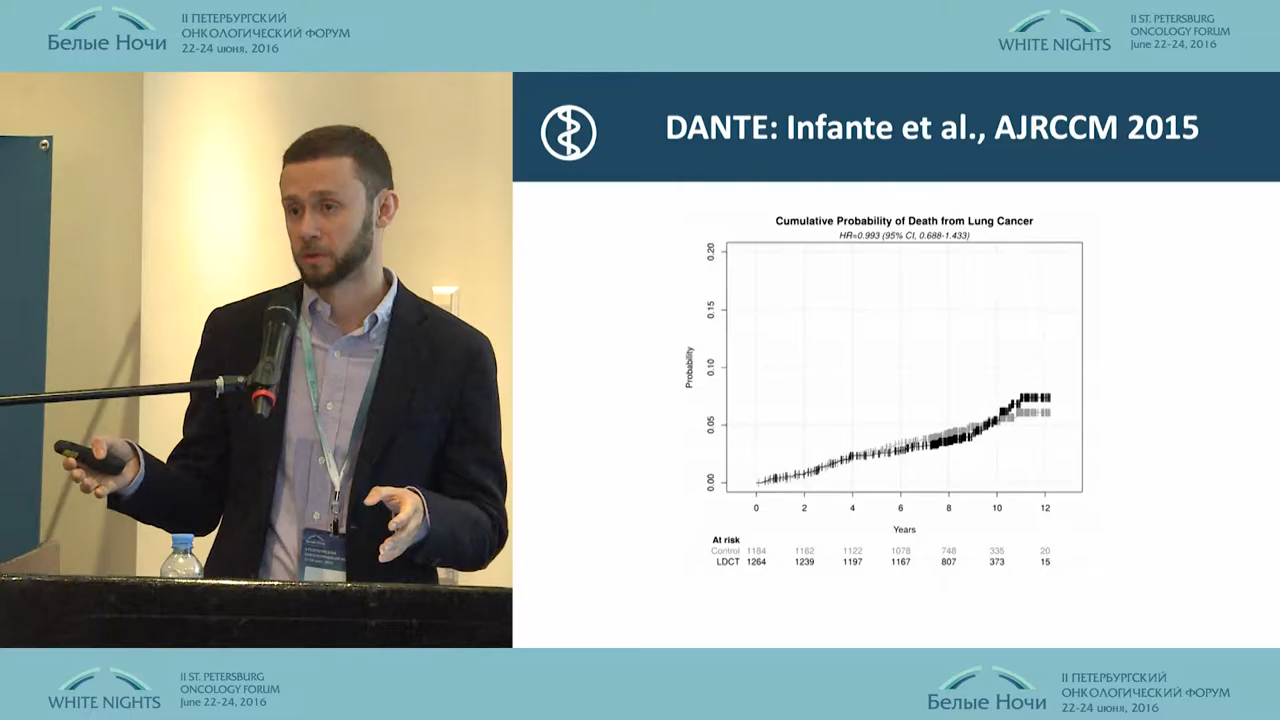 Белые Ночи
II ПЕТЕРБУРГСКИЙ
ОНКОЛОГИЧЕСКИЙ ФОРУМ
22-24 июня, 2016
WHITE NIGHTS
II ST. PETERSBURG
ONCOLOGY FORUM
June 22-24, 2016
DANTE: Infante et al., AJRCCM 2015
Cumulative Probability of Death from Lung Cancer
HR=0.993 (95% CI, 0.688-1.433)
Probability
0.20
0.15
0.10
0.05
0.00
0 2 4 6 8 10 12
Years
At risk
Control 1184 1162 1122 1078 748 335 20
LDCT 1264 1239 1197 1167 807 373 15
WHITE NIGHTS
II ST. PETERSBURG
ONCOLOGY FORUM
June 22-24, 2016
Белые Ночи
II ПЕТЕРБУРГСКИЙ
ОНКОЛОГИЧЕСКИЙ ФОРУМ
22-24 июня, 2016